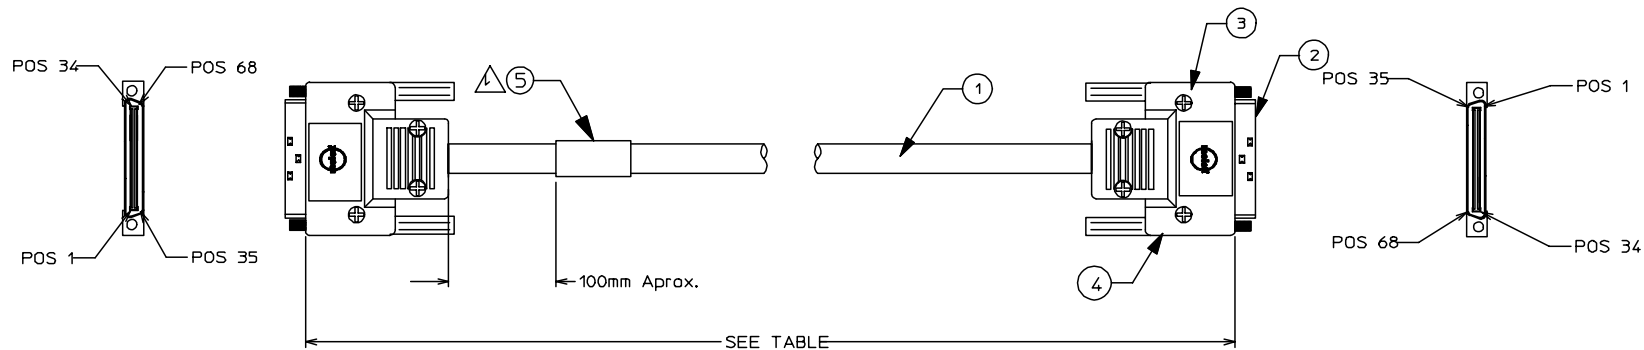 3
2
POS 34
POS 68
5
1
POS 35
POS 1
POS 1
POS 35
POS 68
POS 34
100mm Aprox.
4
SEE TABLE